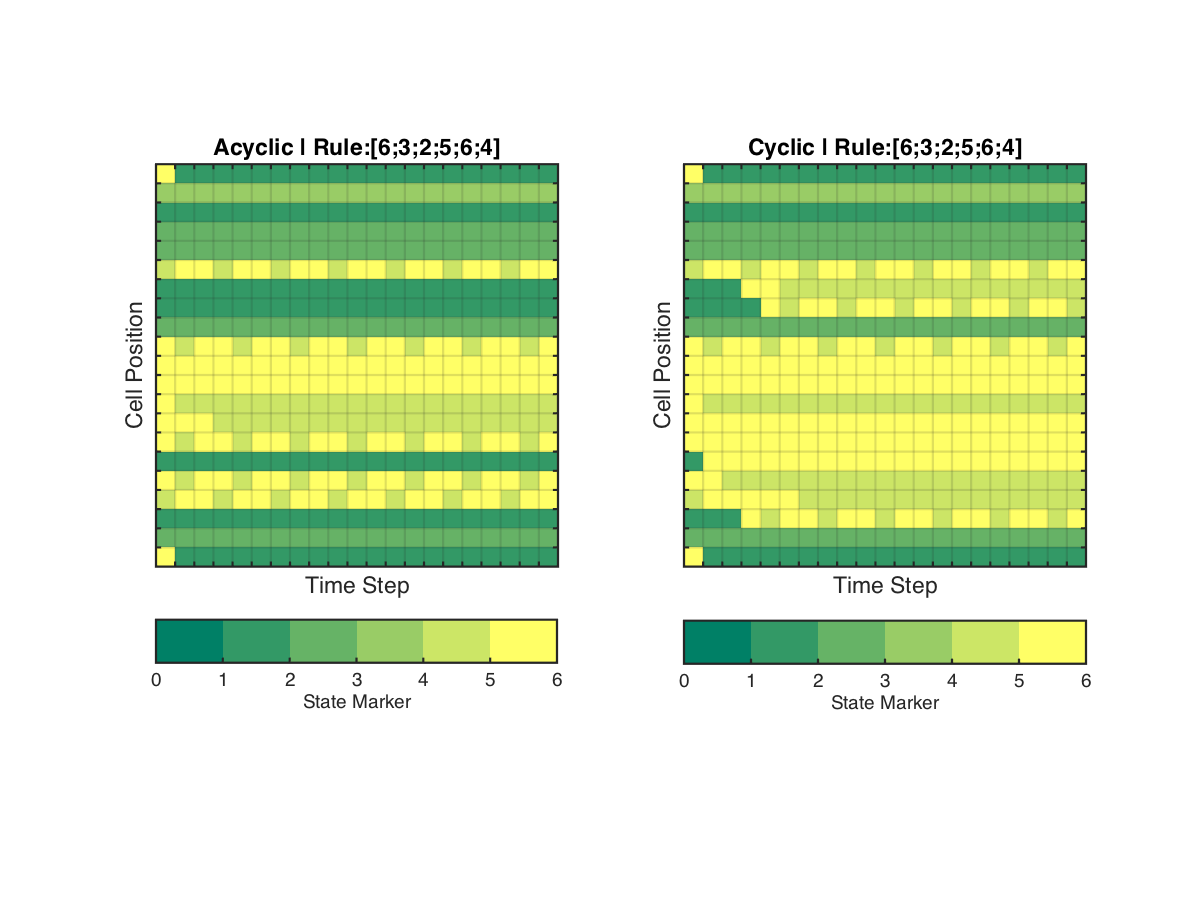 Acyclic | Rule:[6;3;2;5;6;4]
Cell Position
Time Step
0 1 2 3 4 5 6
State Marker
Cyclic | Rule:[6;3;2;5;6;4]
Cell Position
Time Step
0 1 2 3 4 5 6
State Marker